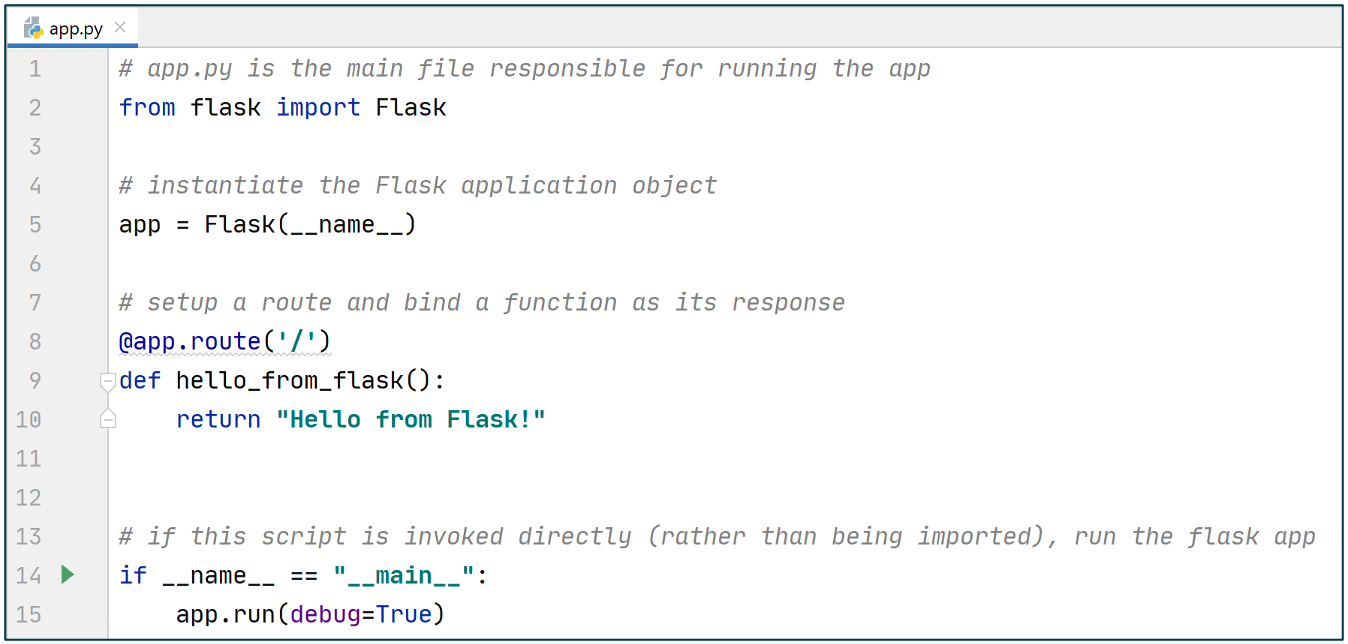 app.py
1 # app.py is the main file responsible for running the app
2 from flask import Flask
3
4 # instantiate the Flask application object
5 app = Flask(__name__)
6
7 # setup a route and bind a function as its response
8 @app.route('/')
9 def hello_from_flask():
10     return "Hello from Flask!"
11
12
13 # if this script is invoked directly (rather than being imported), run the flask app
14 if __name__ == "__main__":
15     app.run(debug=True)